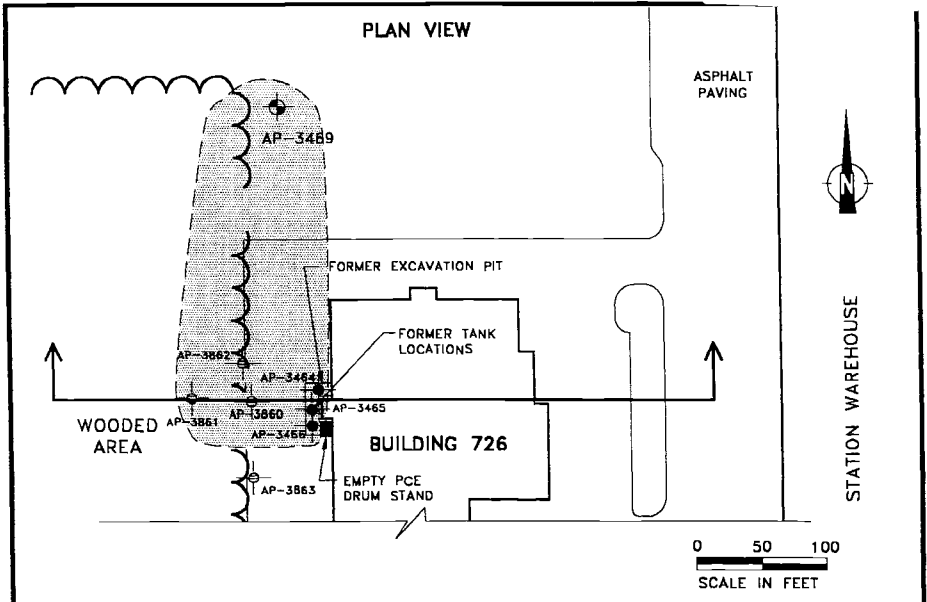 PLAN VIEW
ASPHALT
PAVING
AP-3469
N
FORMER EXCAVATION PIT
FORMER TANK
LOCATIONS
STATION WAREHOUSE
AP-3862
AP-3464
AP-3861
AP-3860
AP-3465
WOODED
AREA
AP-3466
BUILDING 726
EMPTY PCE
DRUM STAND
AP-3863
0 50 100
SCALE IN FEET